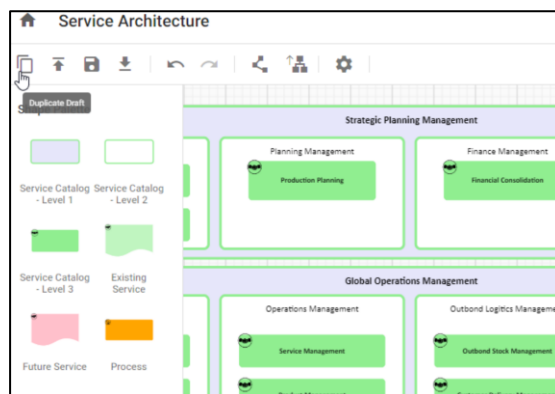 Service Architecture
Duplicate Draft
Strategic Planning Management
Planning Management
Finance Management
Production Planning
Financial Consolidation
Service Catalog - Level 1
Service Catalog - Level 2
Global Operations Management
Service Catalog - Level 3
Existing Service
Operations Management
Outbond Logitics Manageme
Service Management
Outbond Stock Management
Future Service
Process